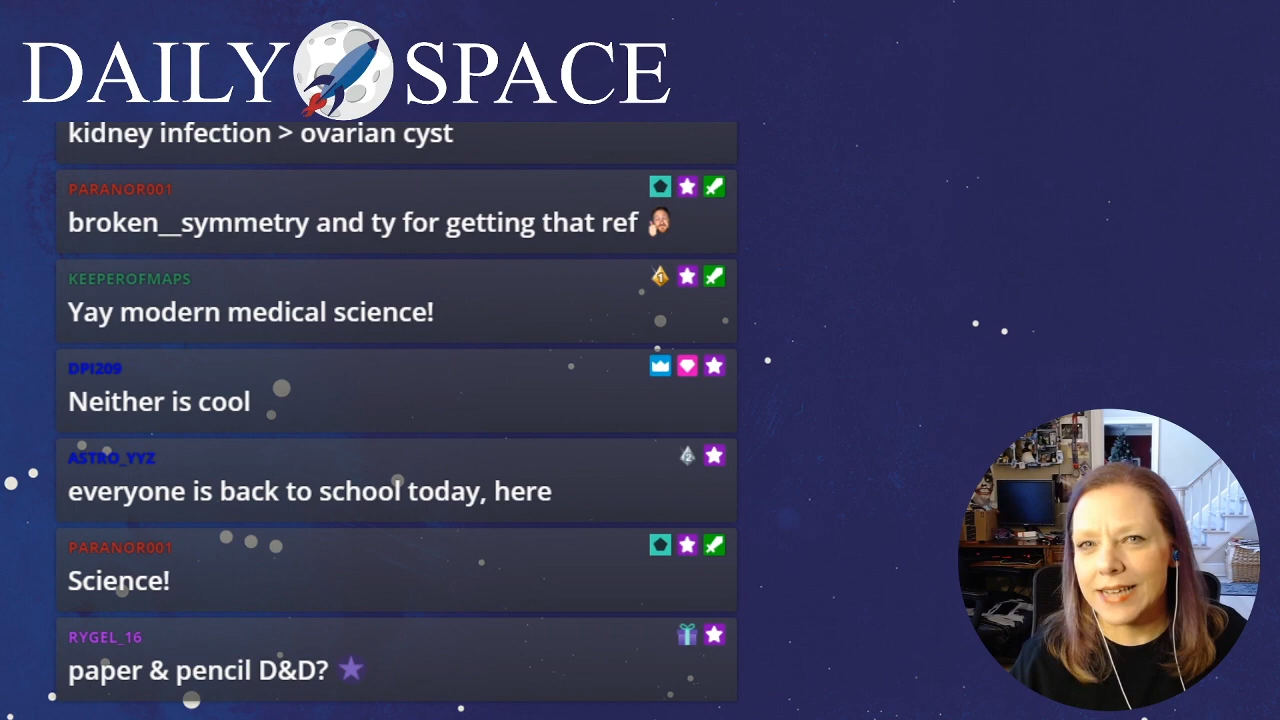 DAILY SPACE
kidney infection > ovarian cyst
PARANOR001
broken__symmetry and ty for getting that ref
KEEPEROFMAPS
Yay modern medical science!
DPI209
Neither is cool
ASTRO_YYZ
everyone is back to school today, here
PARANOR001
Science!
RYGEL_16
paper & pencil D&D?